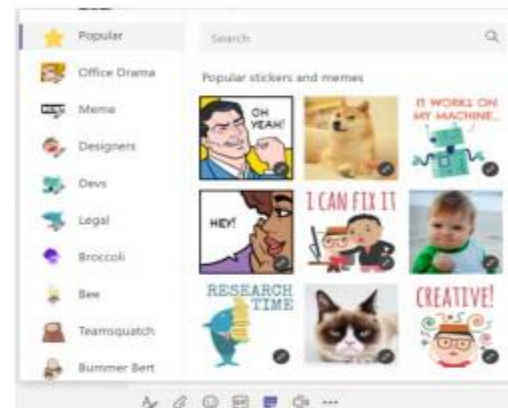 Popular
Office Drama
Meme
Designers
Devs
Legal
Broccoli
Bee
Teamsquatch
Bummer Bert
Search
Popular stickers and memes
OH
YEAH!
IT WORKS ON
MY MACHINE...
HEY!
I CAN FIX IT
RESEARCH
TIME
CREATIVE!